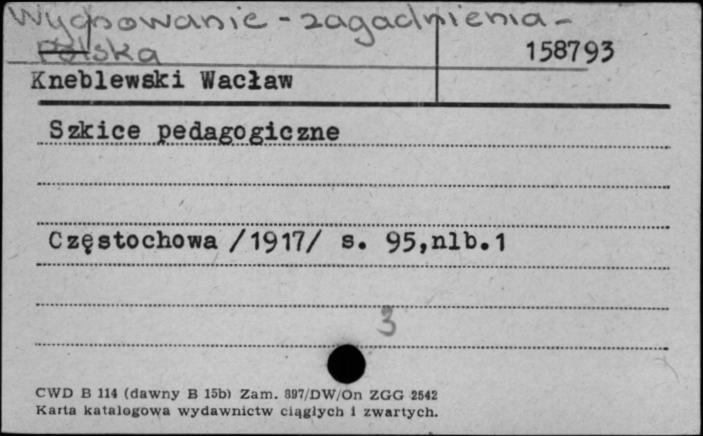 Wychowanie - zagadnienia -
Polska
158793
Kneblewski Wacław
Szkice pedagogiczne
Częstochowa /1917/ s. 95,nlb.1
3
CWD B 114 (dawny B 15b) Zam. 897/DW/On ZGG 2542
Karta katalogowa wydawnictw ciągłych i zwartych.